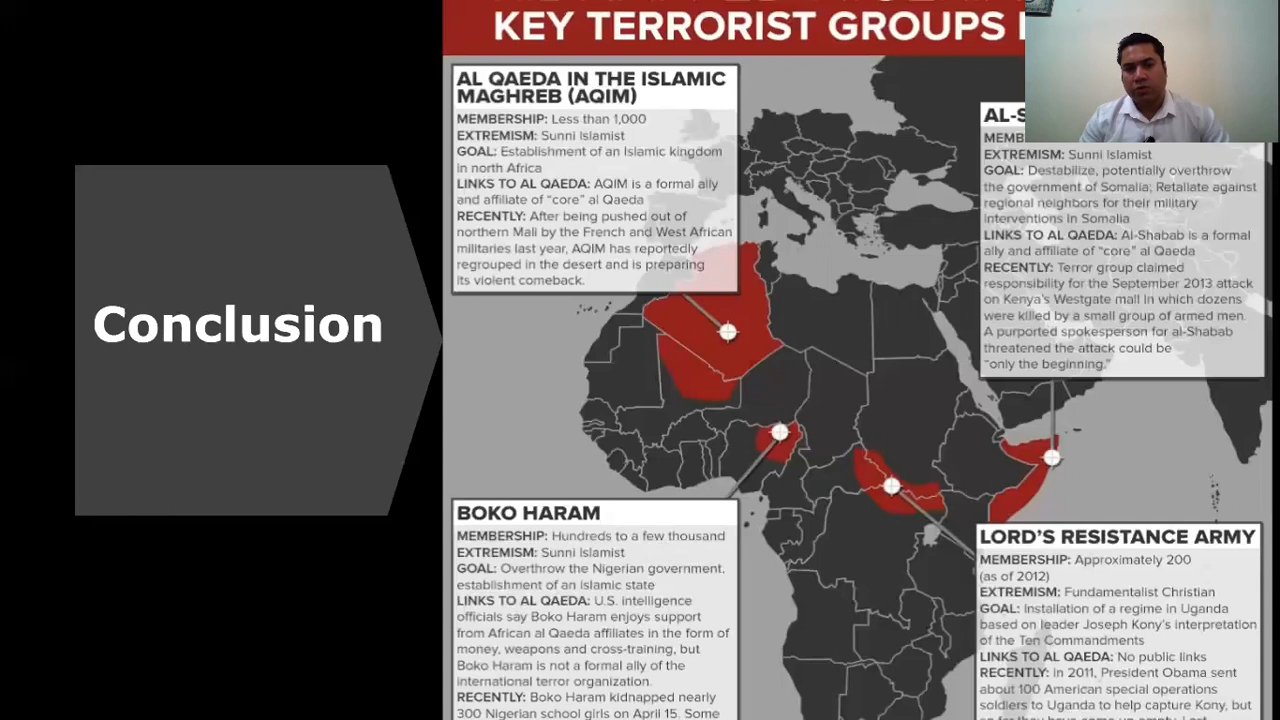 KEY TERRORIST GROUPS
Conclusion
AL QAEDA IN THE ISLAMIC
MAGHREB (AQIM)
MEMBERSHIP: Less than 1,000
EXTREMISM: Sunni Islamist
GOAL: Establishment of an Islamic kingdom
in north Africa
LINKS TO AL QAEDA: AQIM is a formal ally
and affiliate of “core” al Qaeda
RECENTLY: After being pushed out of
northern Mali by the French and West African
militaries last year, AQIM has reportedly
regrouped in the desert and is preparing
its violent comeback.
AL-S
MEMB
EXTREMISM: Sunni Islamist
GOAL: Destabilize, potentially overthrow
the government of Somalia; Retaliate against
regional neighbors for their military
interventions in Somalia
LINKS TO AL QAEDA: Al-Shabab is a formal
ally and affiliate of “core” al Qaeda
RECENTLY: Terror group claimed
responsibility for the September 2013 attack
on Kenya’s Westgate mall in which dozens
were killed by a small group of armed men.
A purported spokesperson for al-Shabab
threatened the attack could be
“only the beginning.”
BOKO HARAM
MEMBERSHIP: Hundreds to a few thousand
EXTREMISM: Sunni Islamist
GOAL: Overthrow the Nigerian government,
establishment of an Islamic state
LINKS TO AL QAEDA: U.S. intelligence
officials say Boko Haram enjoys support
from African al Qaeda affiliates in the form of
money, weapons and cross-training, but
Boko Haram is not a formal ally of the
international terror organization.
RECENTLY: Boko Haram kidnapped nearly
300 Nigerian school girls on April 15. Some
LORD’S RESISTANCE ARMY
MEMBERSHIP: Approximately 200
(as of 2012)
EXTREMISM: Fundamentalist Christian
GOAL: Installation of a regime in Uganda
based on leader Joseph Kony’s interpretation
of the Ten Commandments
LINKS TO AL QAEDA: No public links
RECENTLY: In 2011, President Obama sent
about 100 American special operations
soldiers to Uganda to help capture Kony, but